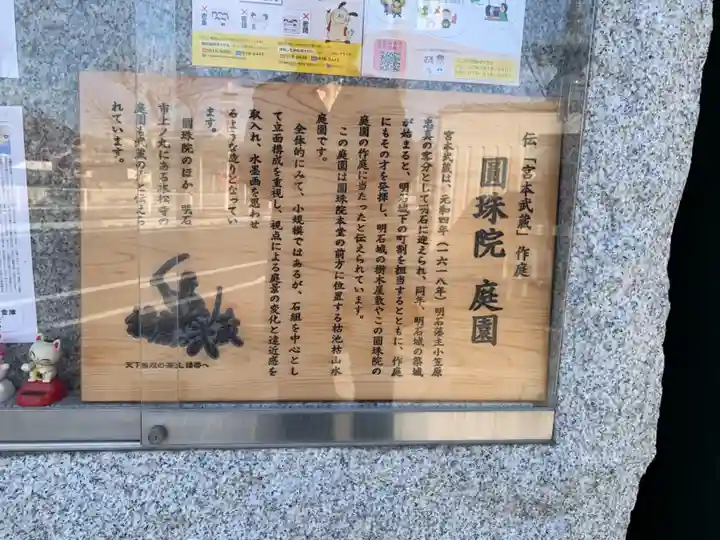 伝「宮本武蔵」作庭
圓珠院 庭園
宮本武蔵は、元和四年(一六一八年)明石藩主小笠原
忠真の客分として明石に迎えられ、同年、明石城の築城
が始まると、明石城下の町割を担当するとともに、作庭
にもその才を発揮し、明石城の樹木屋敷やこの圓珠院の
庭園の作庭に当たったと伝えられています。
この庭園は圓珠院本堂の前方に位置する枯池枯山水
庭園です。
全体的にみて、小規模ではあるが、石組を中心とし
て立面構成を重視し、視点による庭景の変化と遠近感を
取入れ、水墨画を思わせ
るような造りとなってい
ます。
圓珠院のほか、明石
市上ノ丸にある本松寺の
庭園も武蔵の作と伝えら
れています。